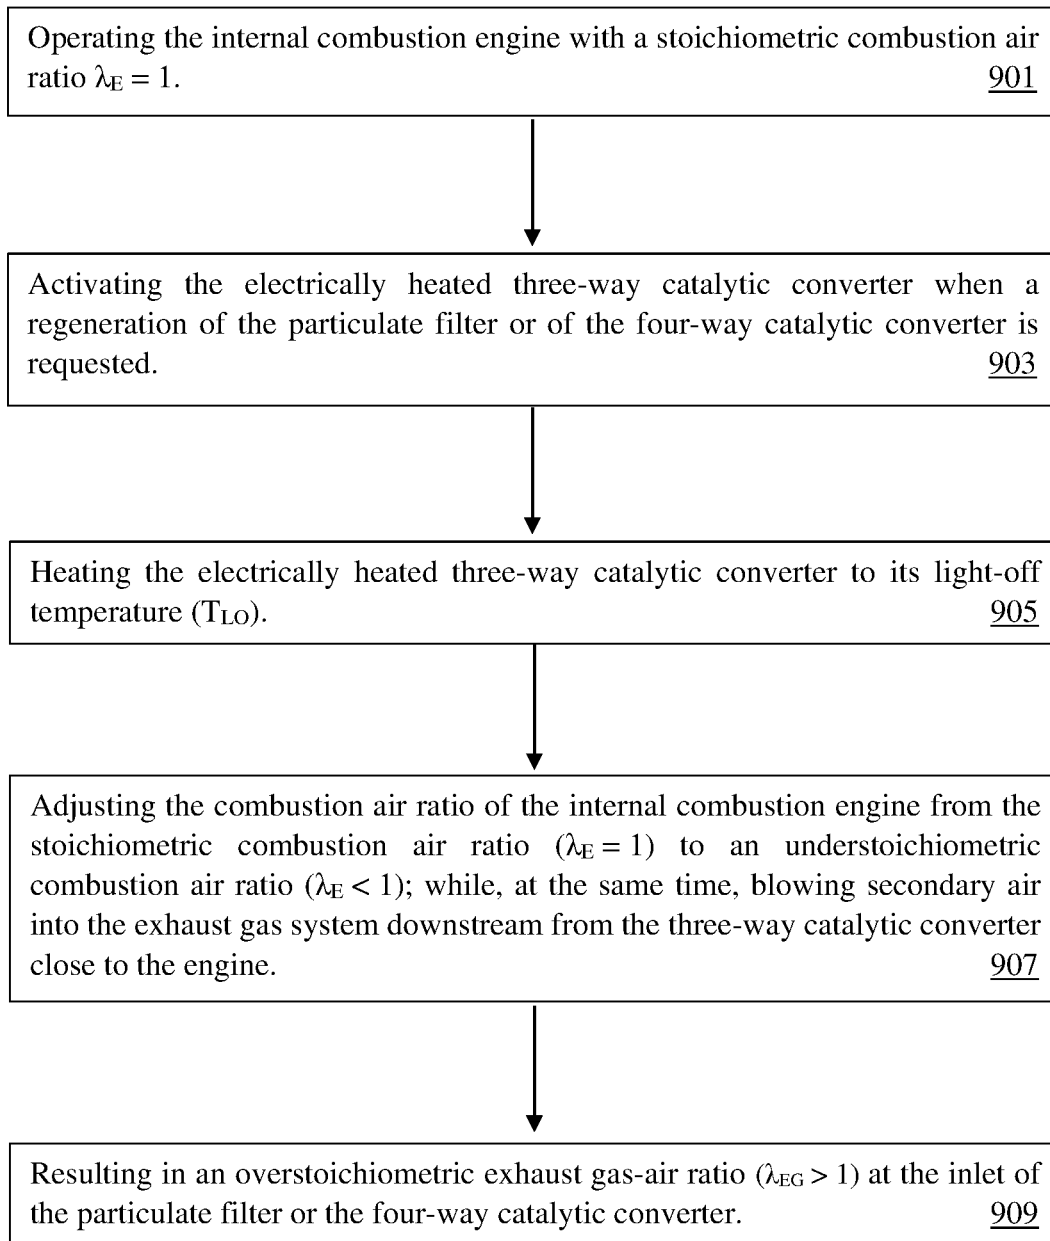 Operating the internal combustion engine with a stoichiometric combustion air
ratio λE = 1. 901
Activating the electrically heated three-way catalytic converter when a
regeneration of the particulate filter or of the four-way catalytic converter is
requested. 903
Heating the electrically heated three-way catalytic converter to its light-off
temperature (TLO). 905
Adjusting the combustion air ratio of the internal combustion engine from the
stoichiometric combustion air ratio (λE = 1) to an understoichiometric
combustion air ratio (λE < 1); while, at the same time, blowing secondary air
into the exhaust gas system downstream from the three-way catalytic converter
close to the engine. 907
Resulting in an overstoichiometric exhaust gas-air ratio (λEG > 1) at the inlet of
the particulate filter or the four-way catalytic converter. 909